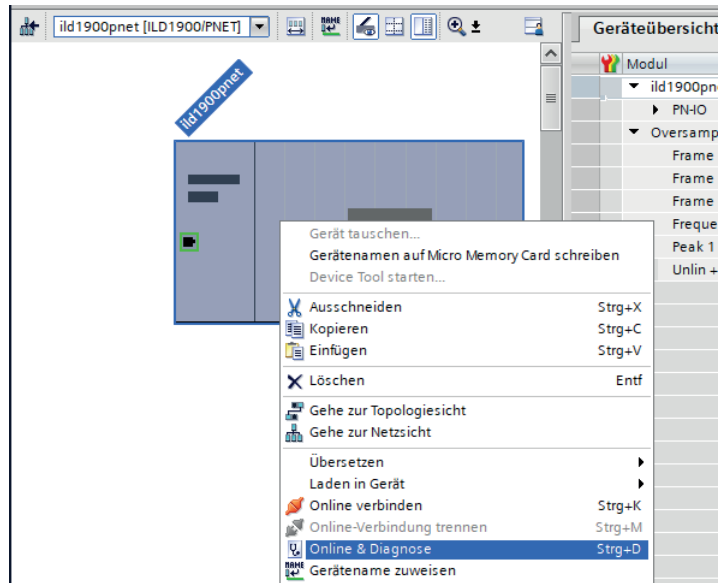 ild1900pnet [ILD1900/PNET]
NAME
±
Geräteübersicht
Modul
ild1900pnet
ild1900pn
PN-IO
Oversamp
Frame
Frame
Frame
Freque
Peak 1
Unlin +
Gerät tauschen...
Gerätenamen auf Micro Memory Card schreiben
Device Tool starten...
Ausschneiden Strg+X
Kopieren Strg+C
Einfügen Strg+V
Löschen Entf
Gehe zur Topologiesicht
Gehe zur Netzsicht
Übersetzen
Laden in Gerät
Online verbinden Strg+K
Online-Verbindung trennen Strg+M
Online & Diagnose Strg+D
NAME Gerätename zuweisen